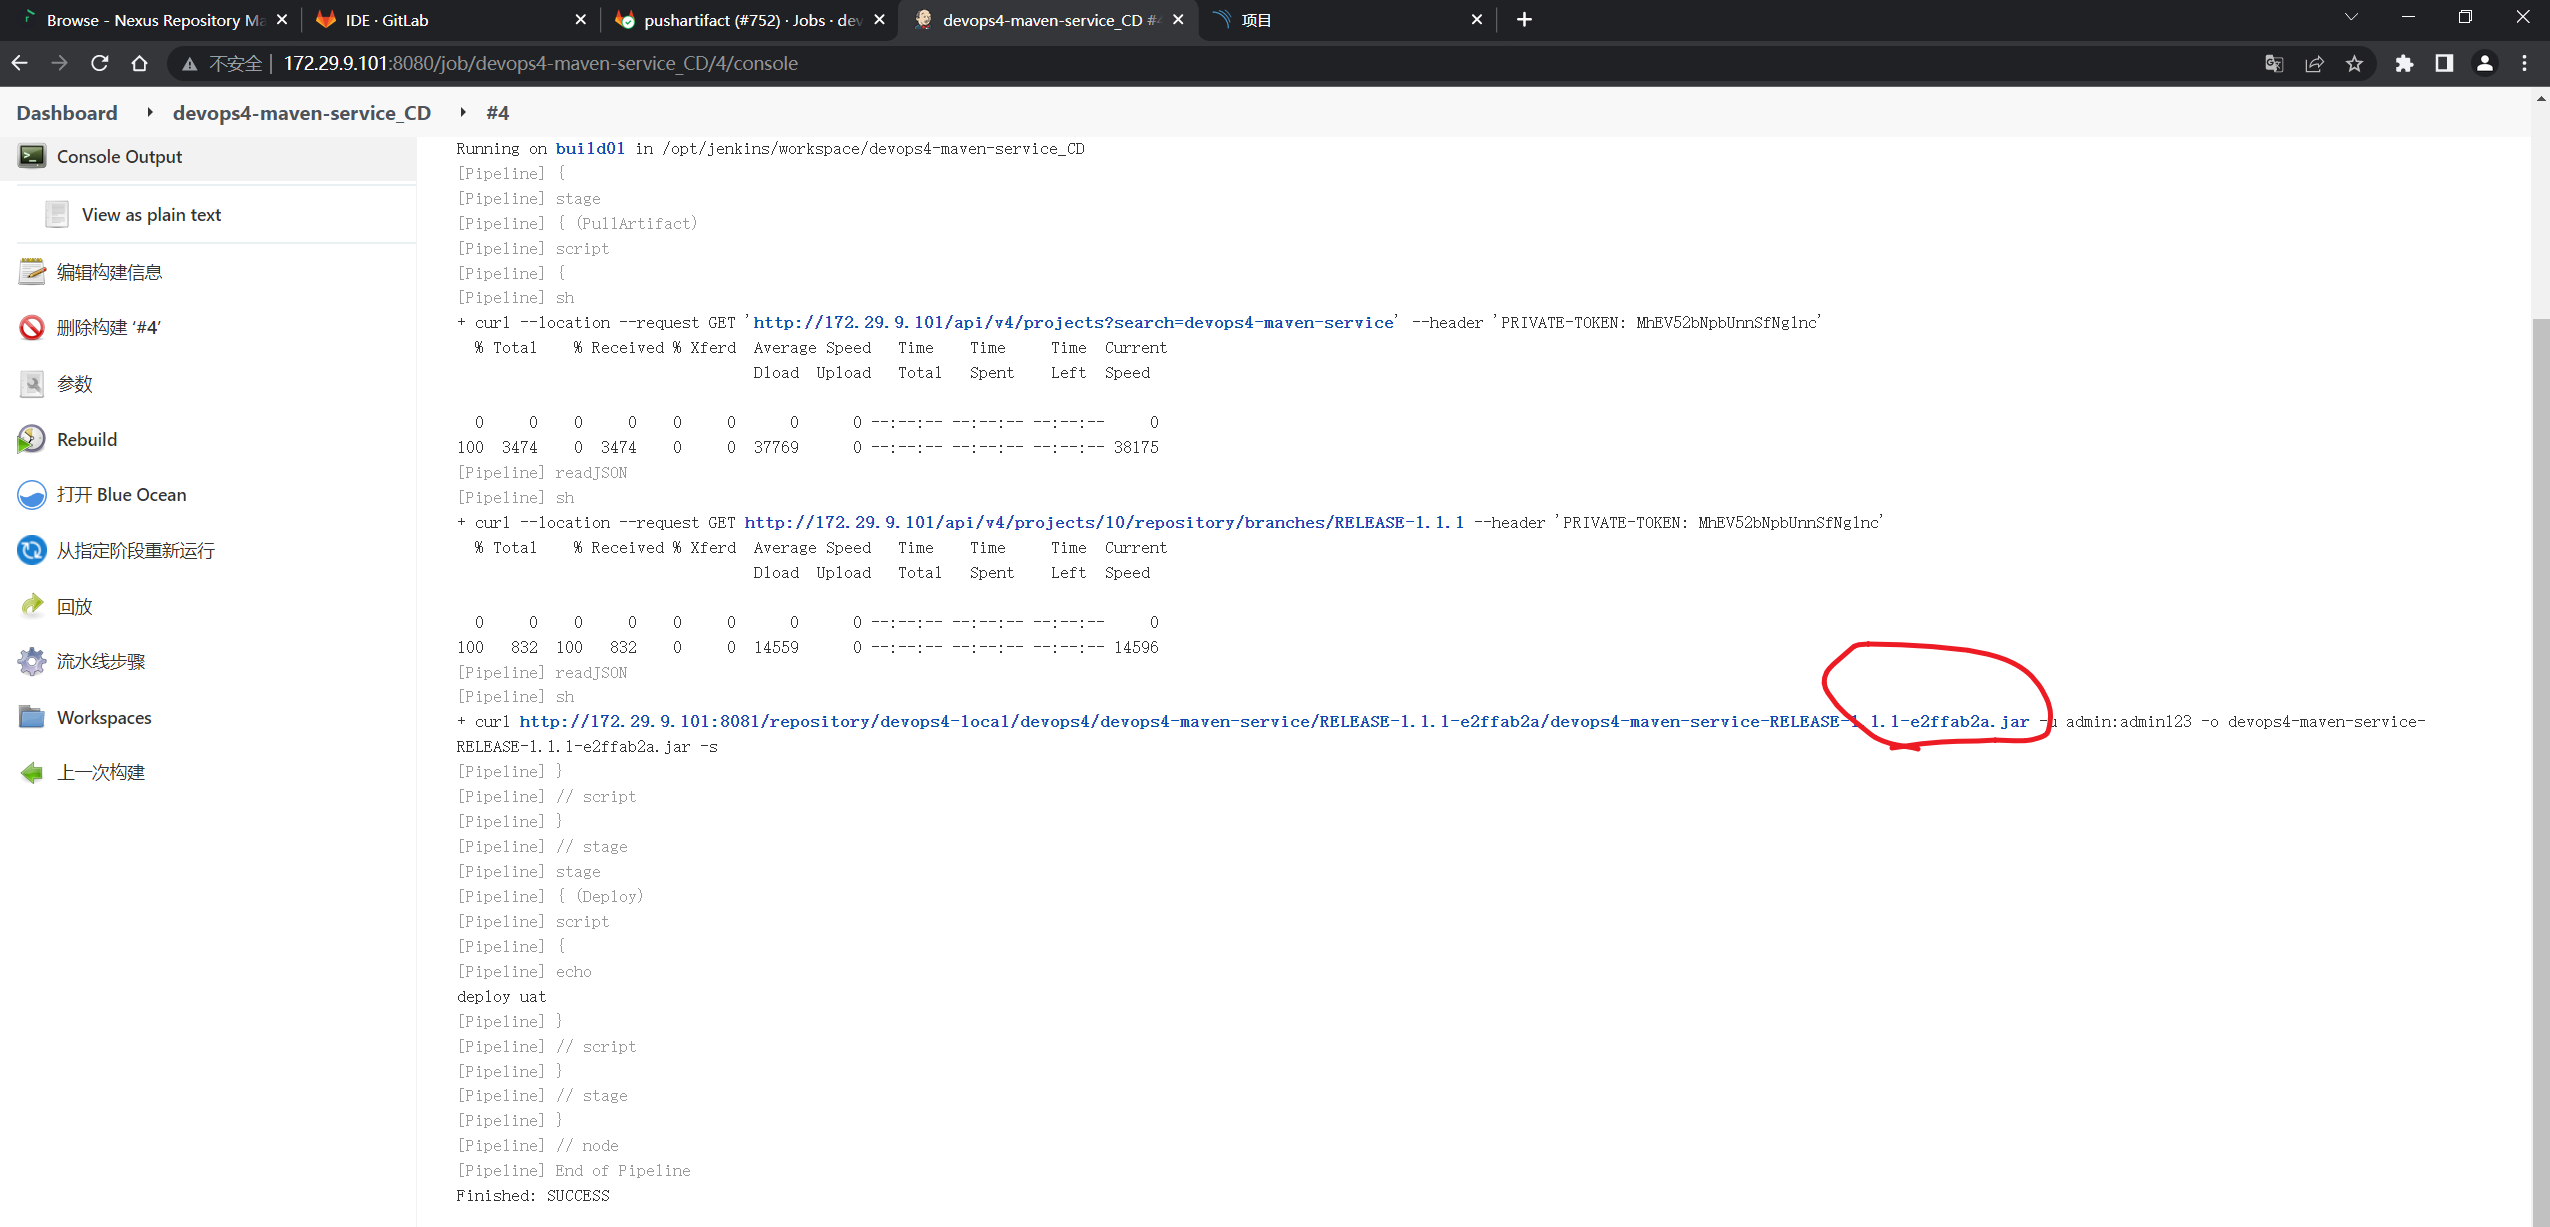 Browse - Nexus Repository Ma
IDE · GitLab
pushartifact (#752) · Jobs · dev
devops4-maven-service_CD #4
项目
不安全 | 172.29.9.101:8080/job/devops4-maven-service_CD/4/console
Dashboard devops4-maven-service_CD #4
Console Output
View as plain text
编辑构建信息
删除构建 ‘#4’
参数
Rebuild
打开 Blue Ocean
从指定阶段重新运行
回放
流水线步骤
Workspaces
上一次构建
Running on build01 in /opt/jenkins/workspace/devops4-maven-service_CD
[Pipeline] {
[Pipeline] stage
[Pipeline] { (PullArtifact)
[Pipeline] script
[Pipeline] {
[Pipeline] sh
+ curl --location --request GET 'http://172.29.9.101/api/v4/projects?search=devops4-maven-service' --header 'PRIVATE-TOKEN: MhEV52bNpbUnnSfNg1nc'
% Total % Received % Xferd Average Speed Time Time Time Current
Dload Upload Total Spent Left Speed
0 0 0 0 0 0 0 0 --:--:-- --:--:-- --:--:-- 0
100 3474 0 3474 0 0 37769 0 --:--:-- --:--:-- --:--:-- 38175
[Pipeline] readJSON
[Pipeline] sh
+ curl --location --request GET http://172.29.9.101/api/v4/projects/10/repository/branches/RELEASE-1.1.1 --header 'PRIVATE-TOKEN: MhEV52bNpbUnnSfNg1nc'
% Total % Received % Xferd Average Speed Time Time Time Current
Dload Upload Total Spent Left Speed
0 0 0 0 0 0 0 0 --:--:-- --:--:-- --:--:-- 0
100 832 100 832 0 0 14559 0 --:--:-- --:--:-- --:--:-- 14596
[Pipeline] readJSON
[Pipeline] sh
+ curl http://172.29.9.101:8081/repository/devops4-local/devops4/devops4-maven-service/RELEASE-1.1.1-e2ffab2a/devops4-maven-service-RELEASE-1.1.1-e2ffab2a.jar -u admin:admin123 -o devops4-maven-service-
RELEASE-1.1.1-e2ffab2a.jar -s
[Pipeline] }
[Pipeline] // script
[Pipeline] }
[Pipeline] // stage
[Pipeline] stage
[Pipeline] { (Deploy)
[Pipeline] script
[Pipeline] {
[Pipeline] echo
deploy uat
[Pipeline] }
[Pipeline] // script
[Pipeline] }
[Pipeline] // stage
[Pipeline] }
[Pipeline] // node
[Pipeline] End of Pipeline
Finished: SUCCESS